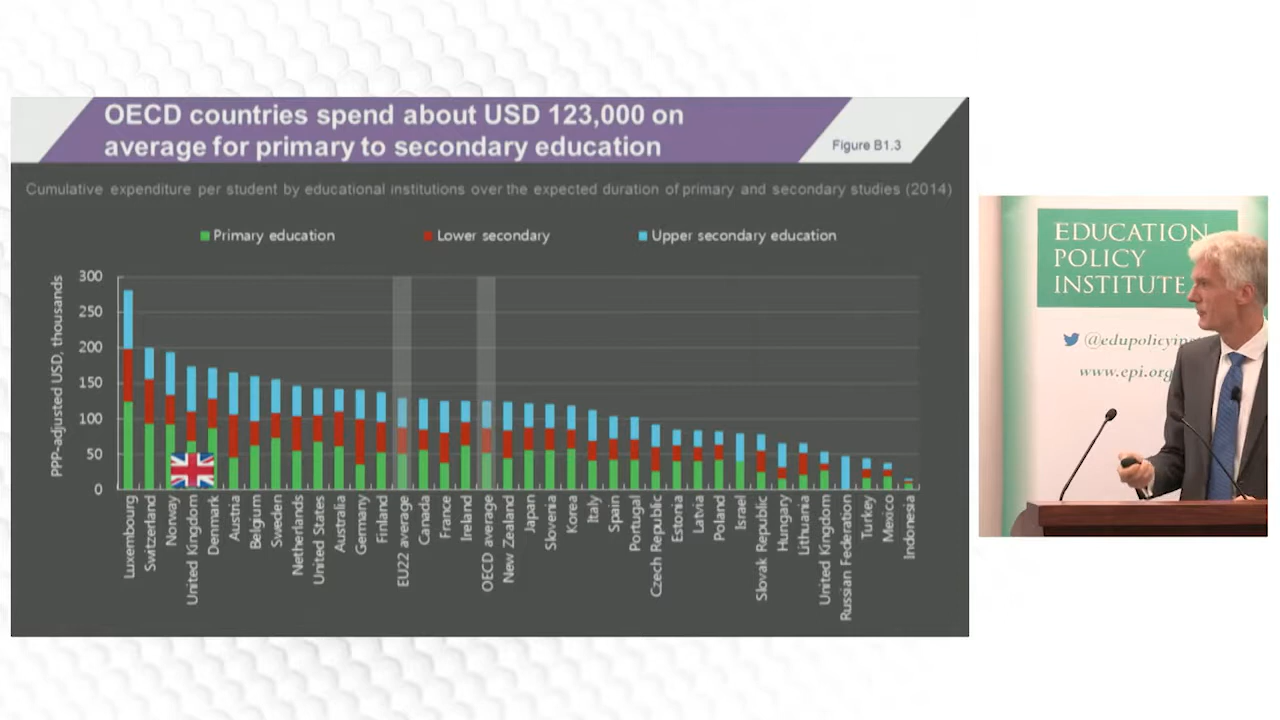 OECD countries spend about USD 123,000 on
average for primary to secondary education
Figure B1.3
Cumulative expenditure per student by educational institutions over the expected duration of primary and secondary studies (2014)
Primary education
Lower secondary
Upper secondary education
PPP-adjusted USD, thousands
300
250
200
150
100
50
0
Luxembourg
Switzerland
Norway
United Kingdom
Denmark
Austria
Belgium
Sweden
Netherlands
United States
Australia
Germany
Finland
EU22 average
Canada
France
Ireland
OECD average
New Zealand
Japan
Slovenia
Korea
Italy
Spain
Portugal
Czech Republic
Estonia
Latvia
Poland
Israel
Slovak Republic
Hungary
Lithuania
United Kingdom
Russian Federation
Turkey
Mexico
Indonesia
EDUCATION
POLICY
INSTITUTE
@edupolicyins
www.epi.org